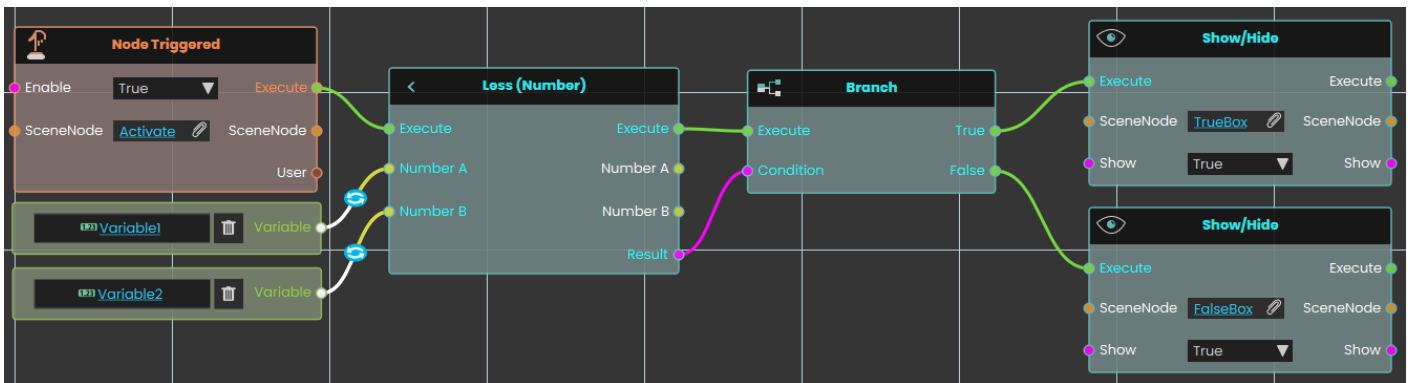 Node Triggered
Enable
True
Execute
SceneNode
Activate
SceneNode
User
Variable1
Variable
Variable2
Variable
Less (Number)
Execute
Execute
Number A
Number A
Number B
Number B
Result
Branch
Execute
True
Condition
False
Show/Hide
Execute
Execute
SceneNode
TrueBox
SceneNode
Show
True
Show
Show/Hide
Execute
Execute
SceneNode
FalseBox
SceneNode
Show
True
Show